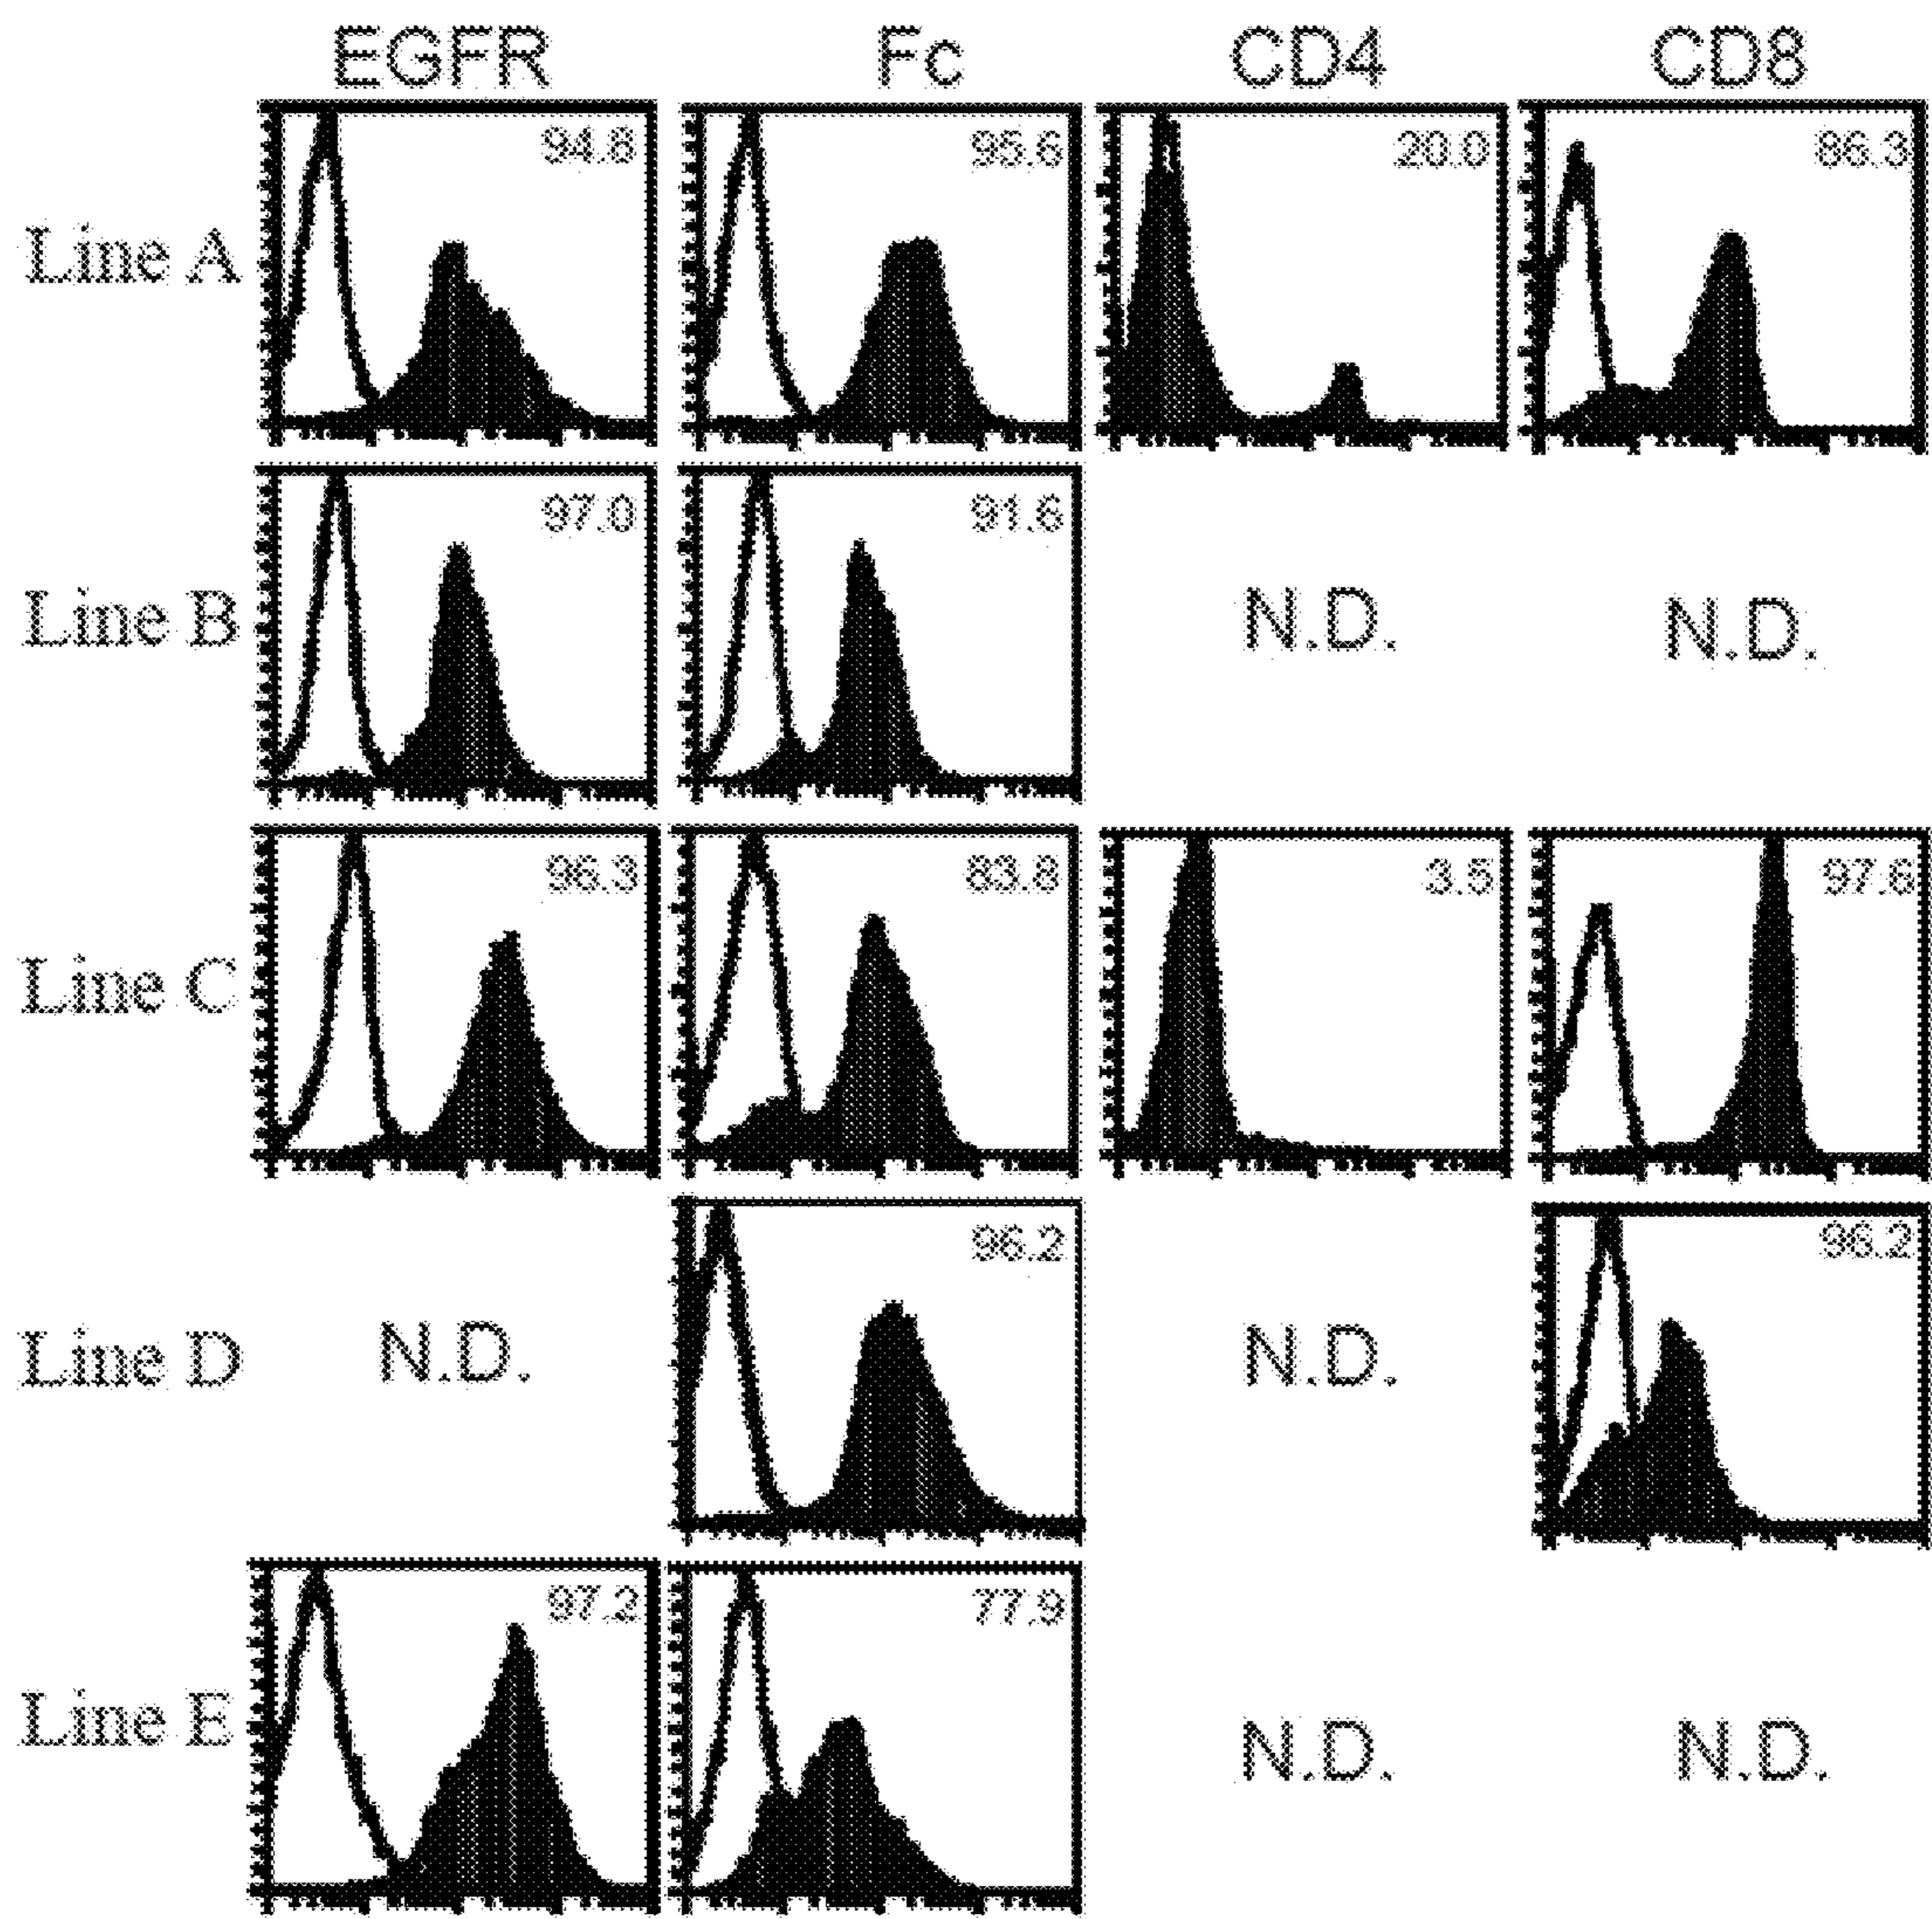 EGFR Fc CD4 CD8
Line A 94.8 95.6 20.0 86.3
Line B 97.0 91.6 N.D. N.D.
Line C 96.3 83.8 3.5 97.6
Line D N.D. 96.2 N.D. 96.2
Line E 97.2 77.9 N.D. N.D.